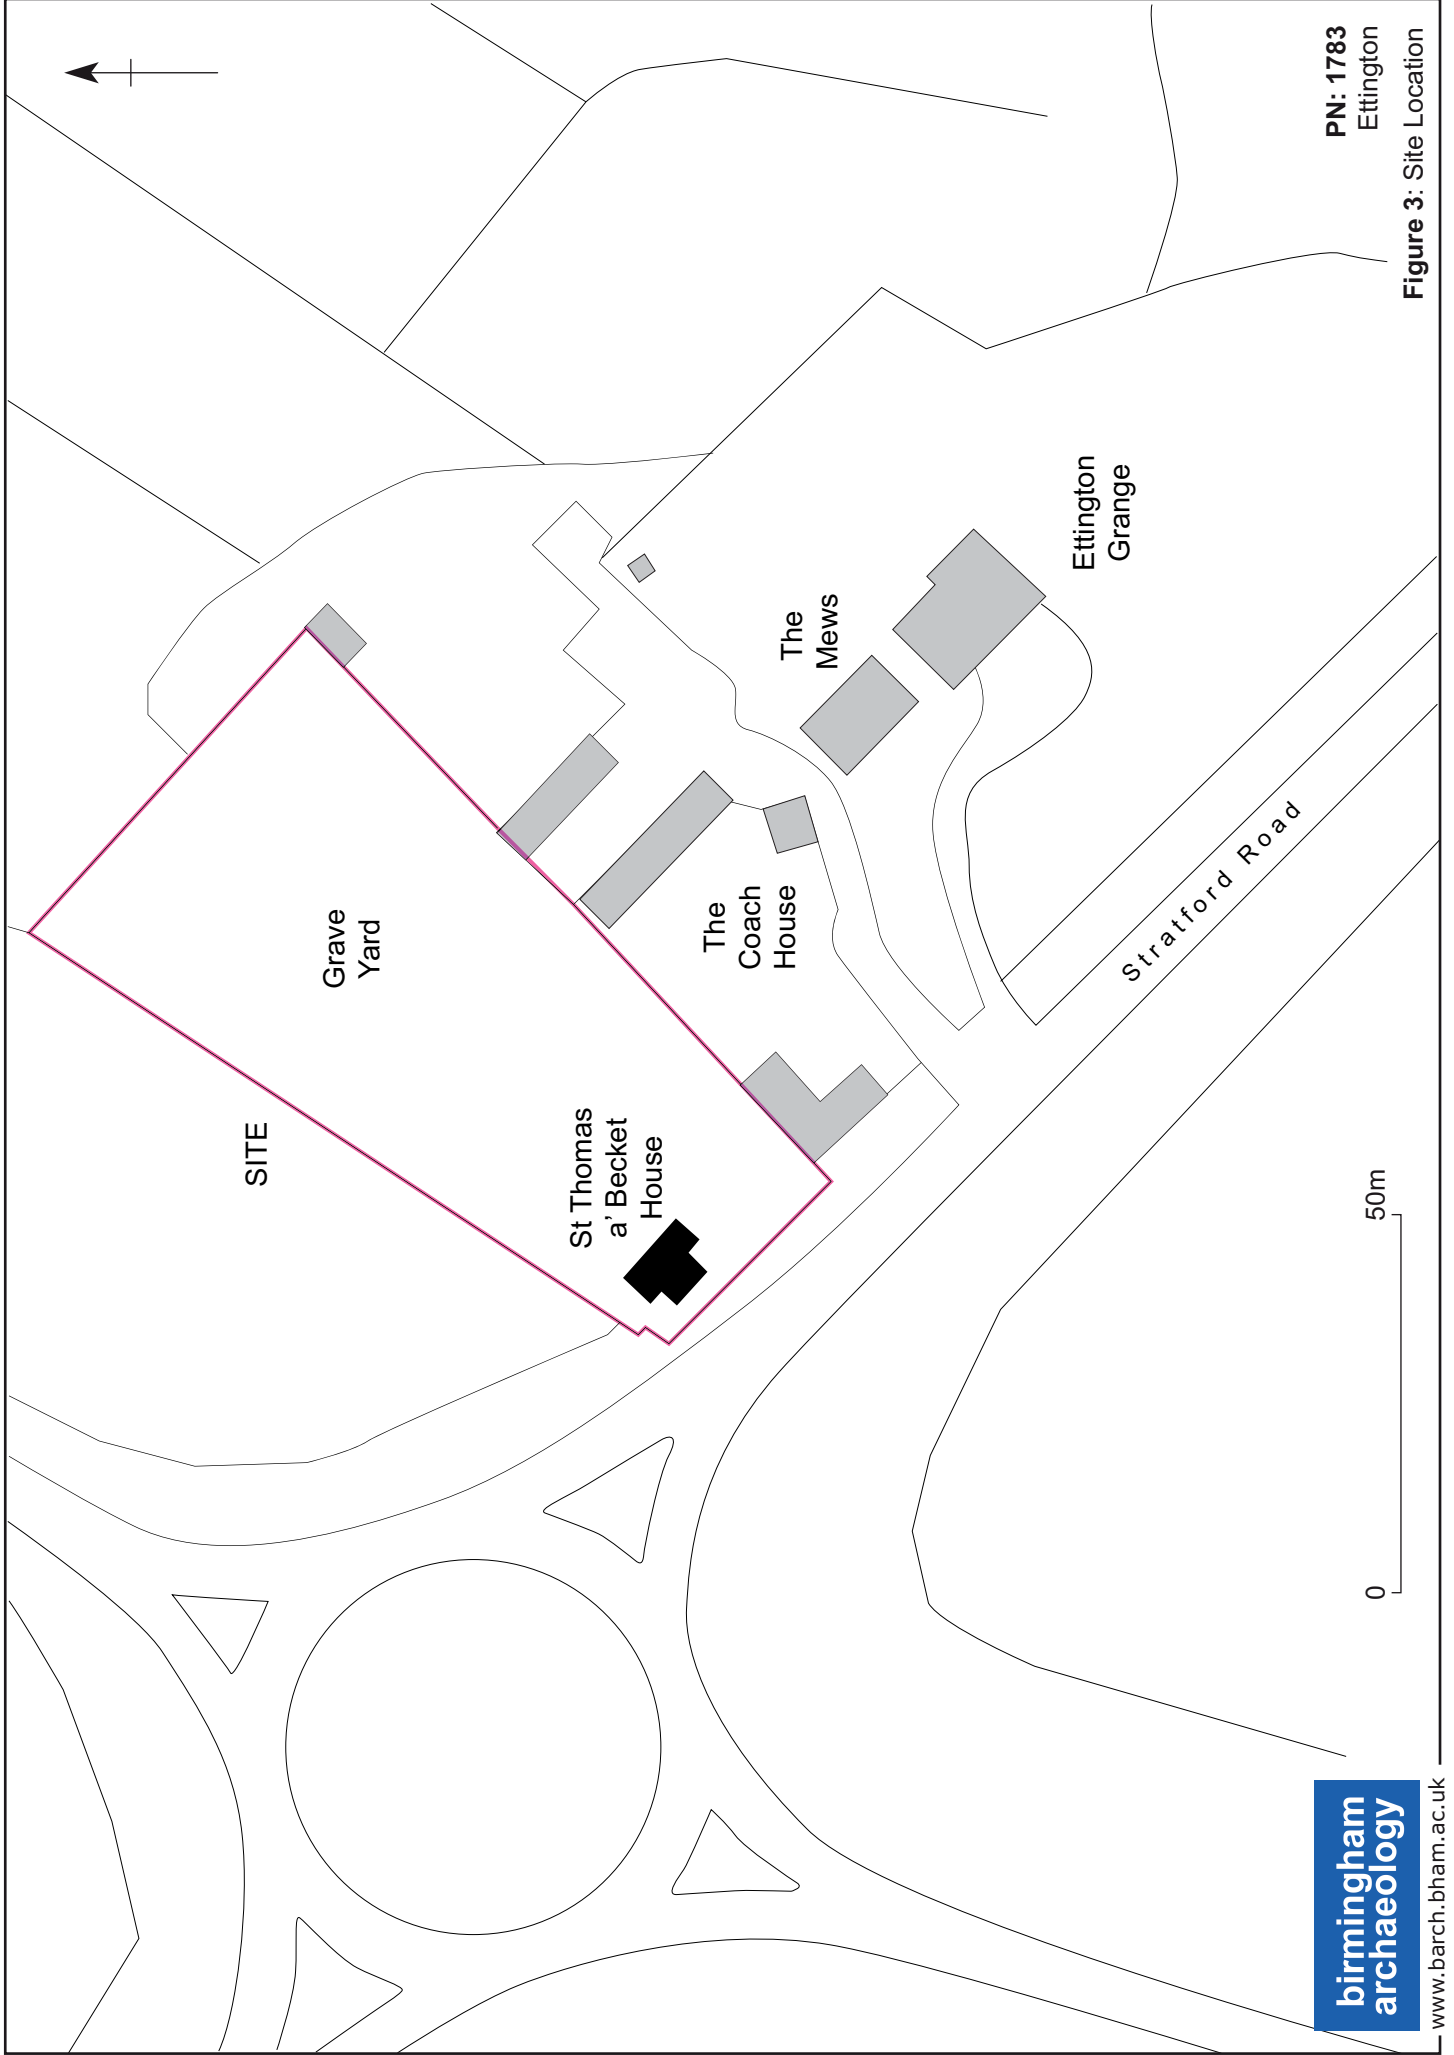 SITE
Grave
Yard
St Thomas
a' Becket
House
The
Coach
House
The
Mews
Ettington
Grange
Stratford Road
0
50m
birmingham
archaeology
www.barch.bham.ac.uk
PN: 1783
Ettington
Figure 3: Site Location